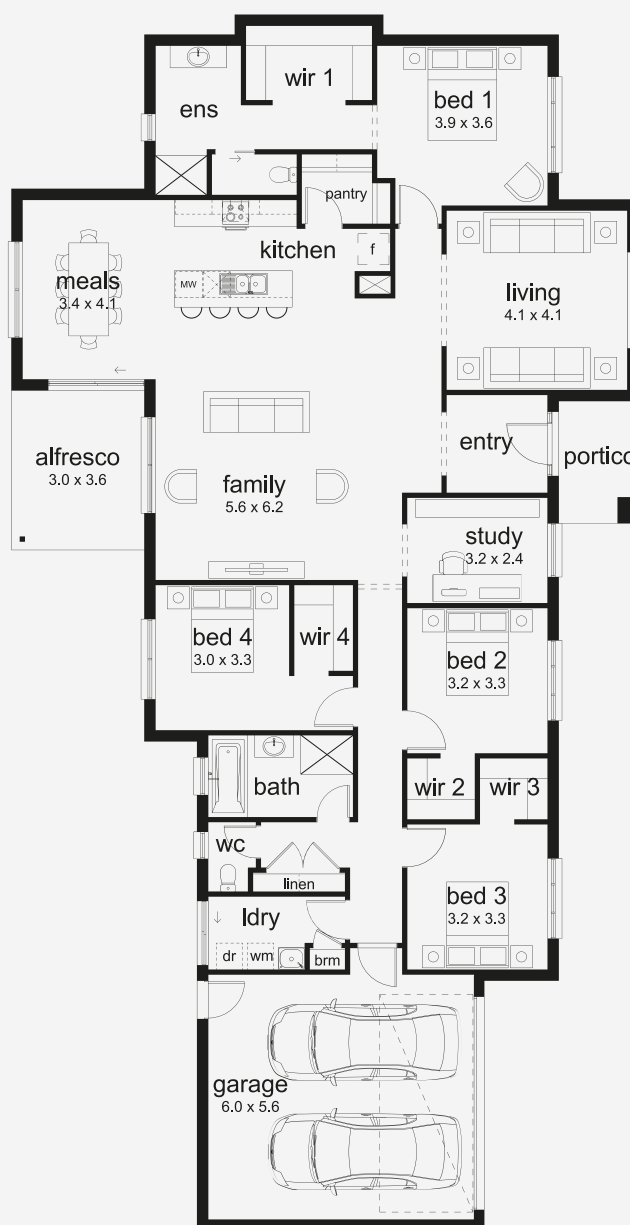 wir 1
bed 1
3.9 x 3.6
ens
pantry
kitchen
f
MW
meals
3.4 x 4.1
living
4.1 x 4.1
alfresco
3.0 x 3.6
entry
portico
family
5.6 x 6.2
study
3.2 x 2.4
bed 4
3.0 x 3.3
wir 4
bed 2
3.2 x 3.3
bath
wir 2
wir 3
wc
linen
bed 3
3.2 x 3.3
ldry
dr
wm
brm
garage
6.0 x 5.6